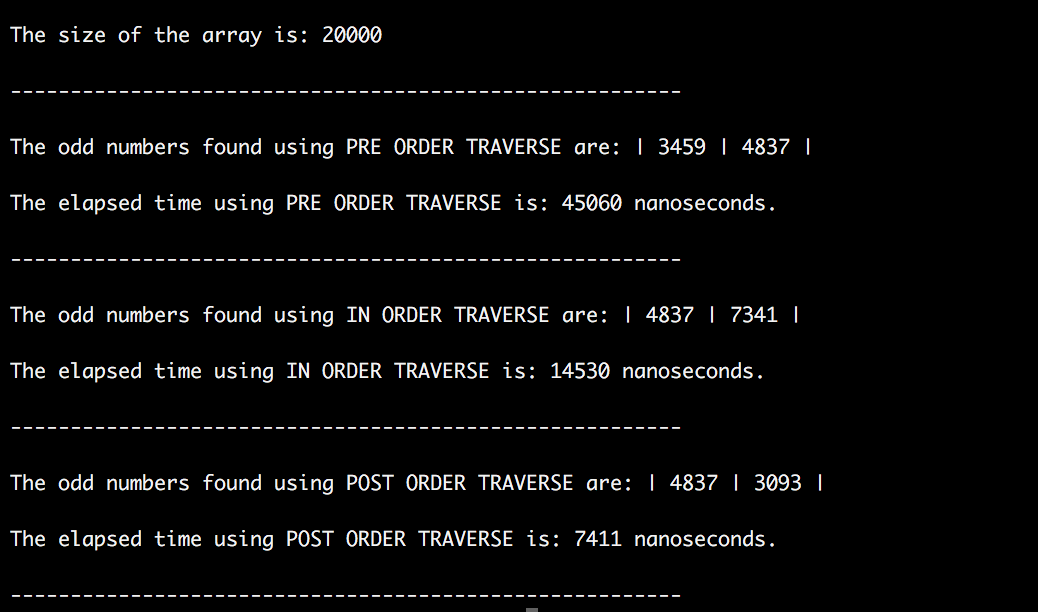 The size of the array is: 20000
--------------------------------------------------------
The odd numbers found using PRE ORDER TRAVERSE are: | 3459 | 4837 |
The elapsed time using PRE ORDER TRAVERSE is: 45060 nanoseconds.
--------------------------------------------------------
The odd numbers found using IN ORDER TRAVERSE are: | 4837 | 7341 |
The elapsed time using IN ORDER TRAVERSE is: 14530 nanoseconds.
--------------------------------------------------------
The odd numbers found using POST ORDER TRAVERSE are: | 4837 | 3093 |
The elapsed time using POST ORDER TRAVERSE is: 7411 nanoseconds.
--------------------------------------------------------